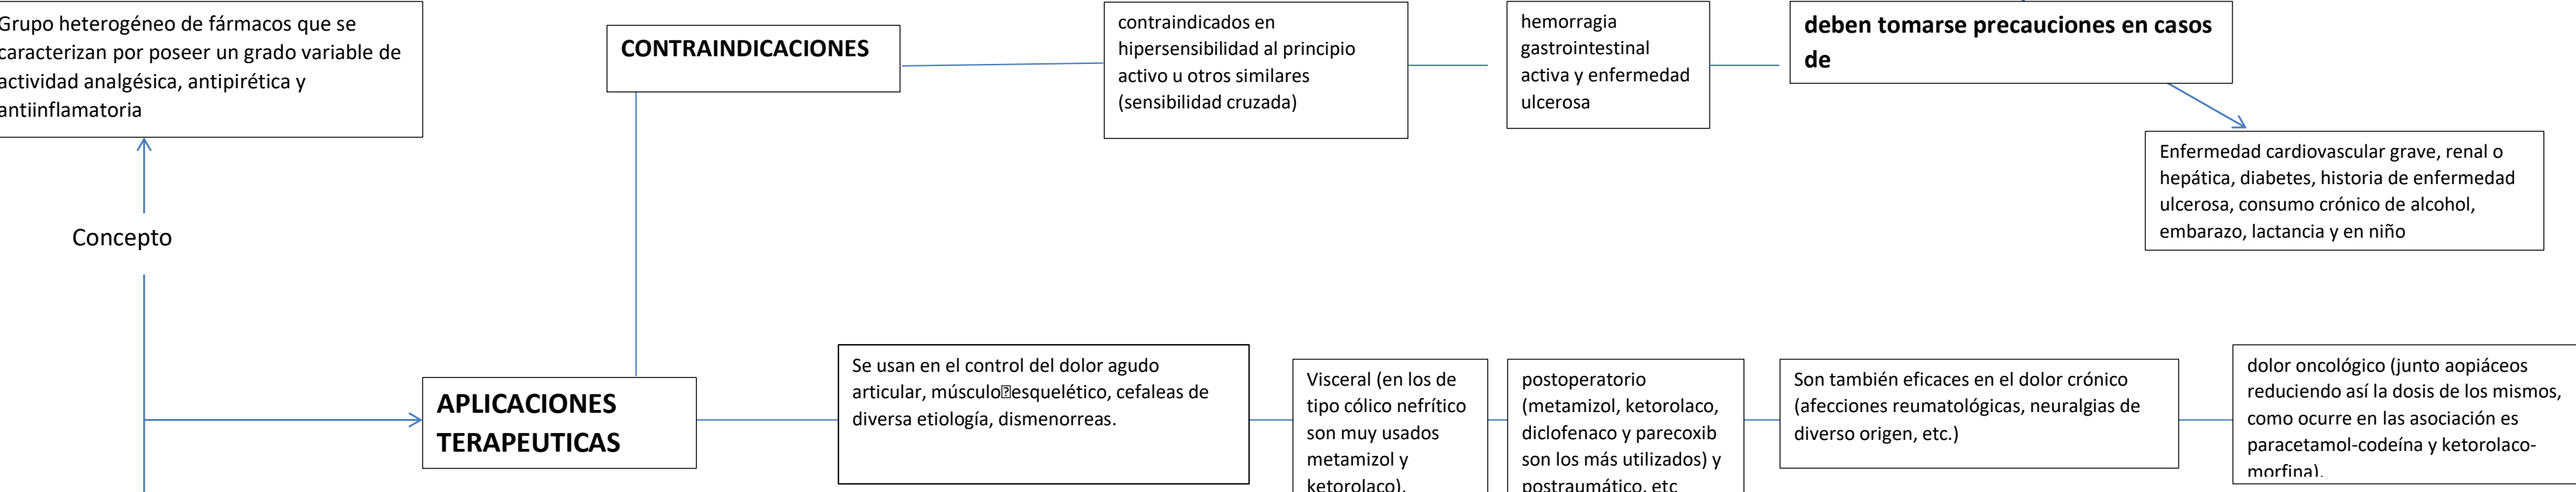 Grupo heterogéneo de fármacos que se
caracterizan por poseer un grado variable de
actividad analgésica, antipirética y
antiinflamatoria
CONTRAINDICACIONES
contraindicados en
hipersensibilidad al principio
activo u otros similares
(sensibilidad cruzada)
hemorragia
gastrointestinal
activa y enfermedad
ulcerosa
deben tomarse precauciones en casos
de
Enfermedad cardiovascular grave, renal o
hepática, diabetes, historia de enfermedad
ulcerosa, consumo crónico de alcohol,
embarazo, lactancia y en niño
Concepto
APLICACIONES
TERAPEUTICAS
Se usan en el control del dolor agudo
articular, músculo⍰esquelético, cefaleas de
diversa etiología, dismenorreas.
Visceral (en los de
tipo cólico nefrítico
son muy usados
metamizol y
ketorolaco).
postoperatorio
(metamizol, ketorolaco,
diclofenaco y parecoxib
son los más utilizados) y
postraumático, etc
Son también eficaces en el dolor crónico
(afecciones reumatológicas, neuralgias de
diverso origen, etc.)
dolor oncológico (junto aopiáceos
reduciendo así la dosis de los mismos,
como ocurre en las asociación es
paracetamol-codeína y ketorolaco-
morfina).